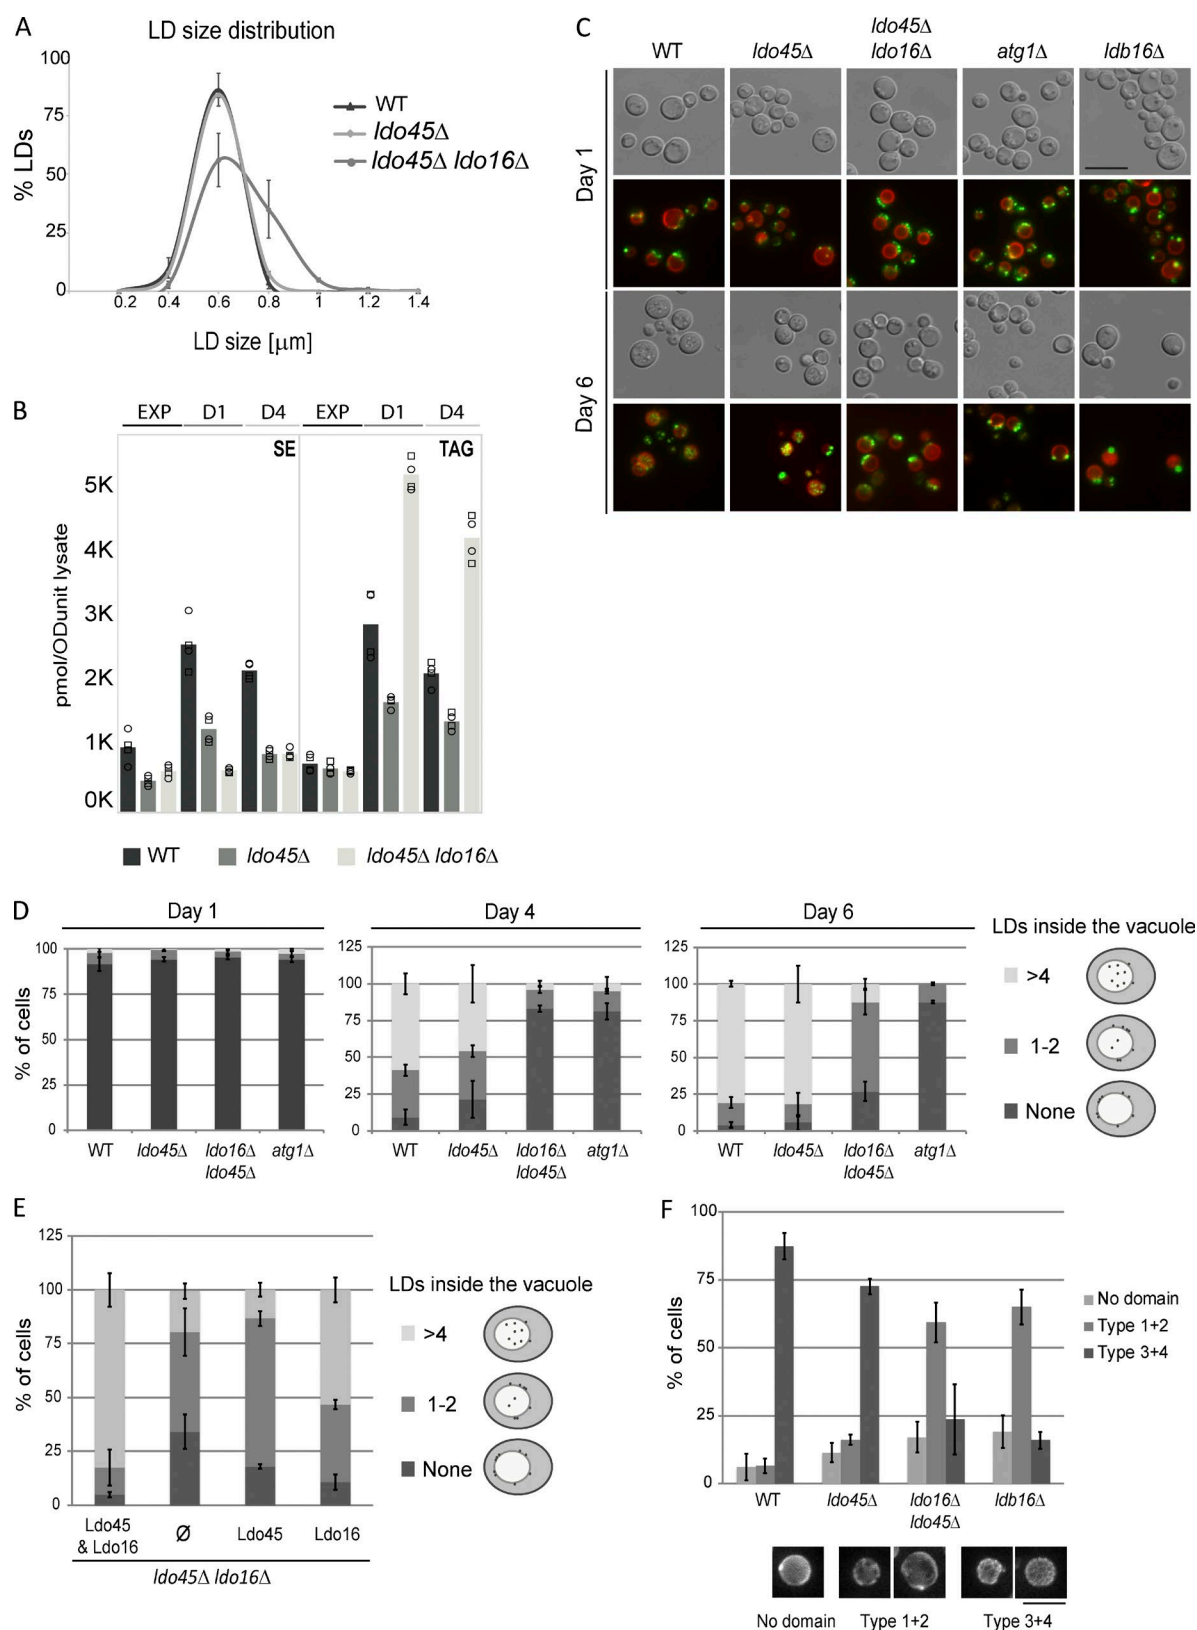 A
LD size distribution
% LDs
100
75
50
25
0
0.2 0.4 0.6 0.8 1 1.2 1.4
LD size [μm]
WT
ldo45Δ
ldo45Δ ldo16Δ
B
EXP D1 D4 EXP D1 D4
SE TAG
pmol/ODunit lysate
5K
4K
3K
2K
1K
0K
WT ldo45Δ ldo45Δ ldo16Δ
C
WT ldo45Δ ldo45Δ ldo16Δ atg1Δ ldb16Δ
Day 1
Day 6
D
Day 1 Day 4 Day 6
% of cells
100
75
50
25
0
WT ldo45Δ ldo16Δ ldo45Δ atg1Δ
125
100
75
50
25
0
WT ldo45Δ ldo16Δ ldo45Δ atg1Δ
125
100
75
50
25
0
WT ldo45Δ ldo16Δ ldo45Δ atg1Δ
LDs inside the vacuole
>4
1-2
None
E
% of cells
125
100
75
50
25
0
Ldo45 & Ldo16 Ø Ldo45 Ldo16
ldo45Δ ldo16Δ
LDs inside the vacuole
>4
1-2
None
F
% of cells
100
75
50
25
0
WT ldo45Δ ldo16Δ ldo45Δ ldb16Δ
No domain
Type 1+2
Type 3+4
No domain Type 1+2 Type 3+4